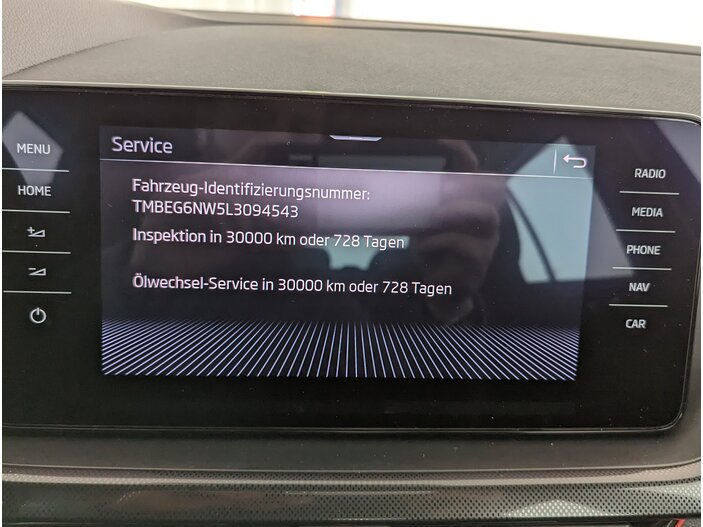 Service
Fahrzeug-Identifizierungsnummer:
TMBEG6NW5L3094543
Inspektion in 30000 km oder 728 Tagen
Ölwechsel-Service in 30000 km oder 728 Tagen
MENU
HOME
RADIO
MEDIA
PHONE
NAV
CAR